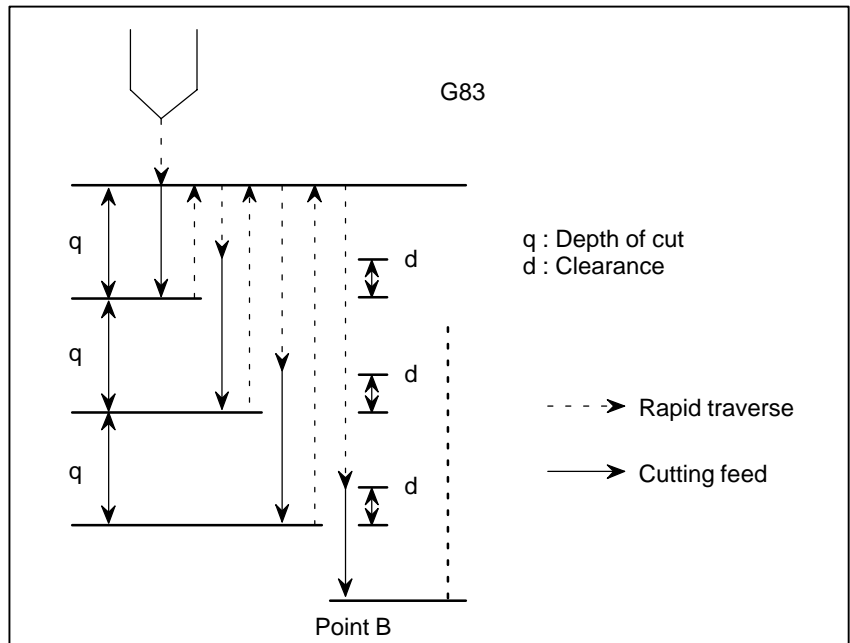 G83
q
q : Depth of cut
d : Clearance
d
q
d
Rapid traverse
q
Cutting feed
d
Point B